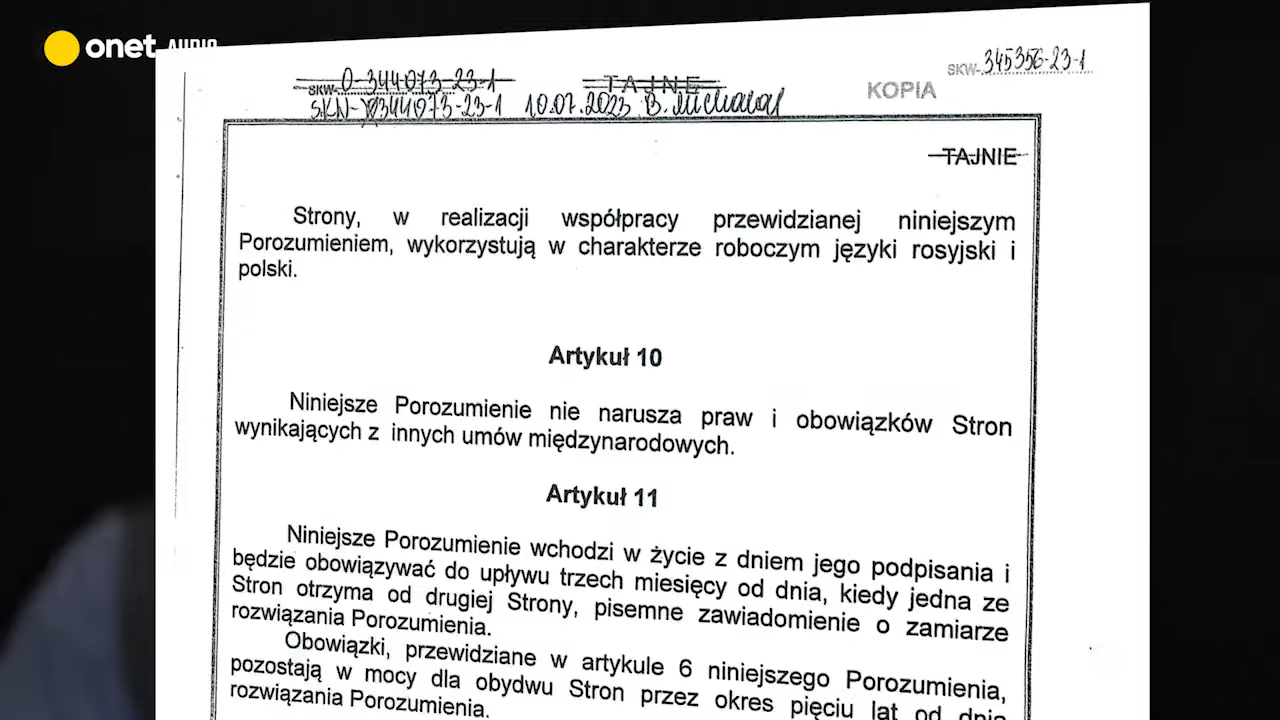 onet AUDIO
SKW- 0-344073-23-1
TAJNE
SKW- 345356-23-1
KOPIA
10.07.2023 B.
TAJNIE
Strony, w realizacji współpracy przewidzianej niniejszym
Porozumieniem, wykorzystują w charakterze roboczym języki rosyjski i
polski.
Artykuł 10
Niniejsze Porozumienie nie narusza praw i obowiązków Stron
wynikających z innych umów międzynarodowych.
Artykuł 11
Niniejsze Porozumienie wchodzi w życie z dniem jego podpisania i
będzie obowiązywać do upływu trzech miesięcy od dnia, kiedy jedna ze
Stron otrzyma od drugiej Strony, pisemne zawiadomienie o zamiarze
rozwiązania Porozumienia.
Obowiązki, przewidziane w artykule 6 niniejszego Porozumienia,
pozostają w mocy dla obydwu Stron przez okres pięciu lat od dnia
rozwiązania Porozumienia.